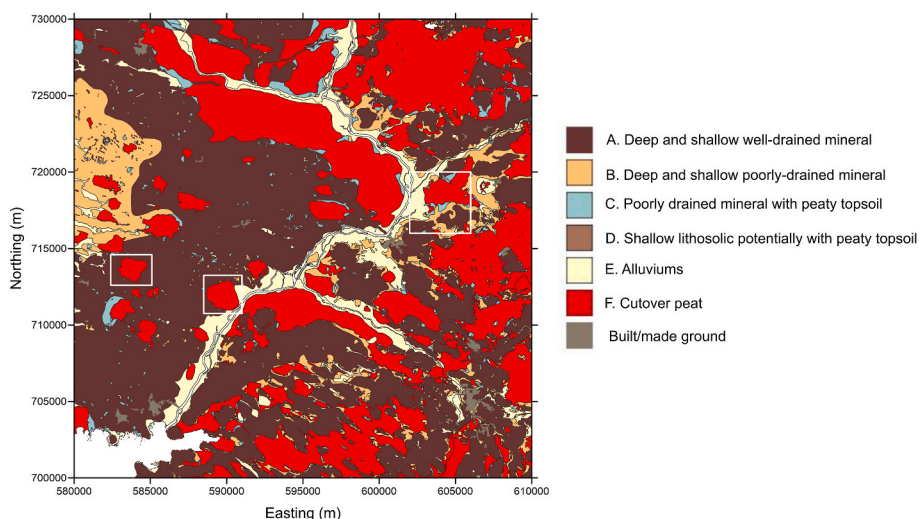 730000
725000
720000
715000
710000
705000
700000
Northing (m)
580000 585000 590000 595000 600000 605000 610000
Easting (m)
A. Deep and shallow well-drained mineral
B. Deep and shallow poorly-drained mineral
C. Poorly drained mineral with peaty topsoil
D. Shallow lithosolic potentially with peaty topsoil
E. Alluviums
F. Cutover peat
Built/made ground